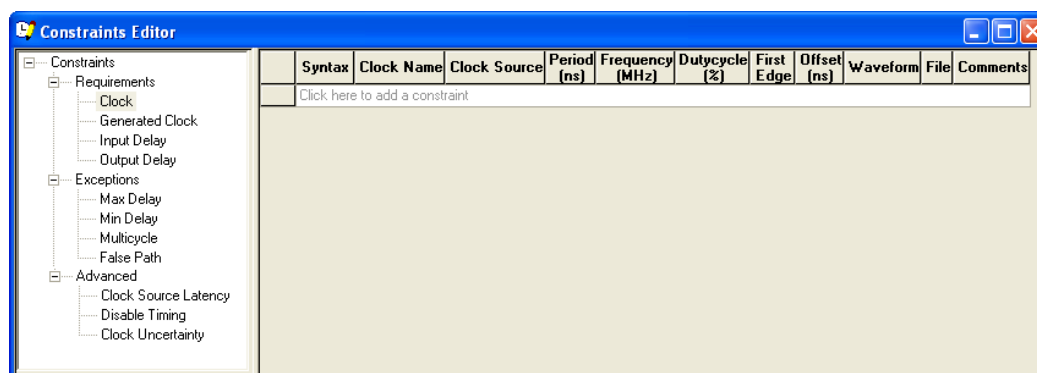 Constraints Editor
Constraints
Requirements
Clock
Generated Clock
Input Delay
Output Delay
Exceptions
Max Delay
Min Delay
Multicycle
False Path
Advanced
Clock Source Latency
Disable Timing
Clock Uncertainty
Syntax Clock Name Clock Source Period (ns) Frequency (MHz) Dutycycle (%) First Edge Offset (ns) Waveform File Comments
Click here to add a constraint